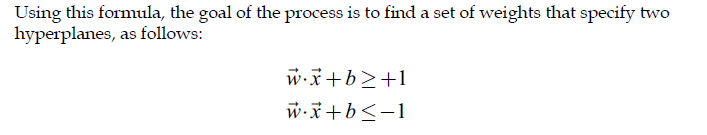 Using this formula, the goal of the process is to find a set of weights that specify two
hyperplanes, as follows:
w⃗·x⃗+b≥+1
w⃗·x⃗+b≤−1